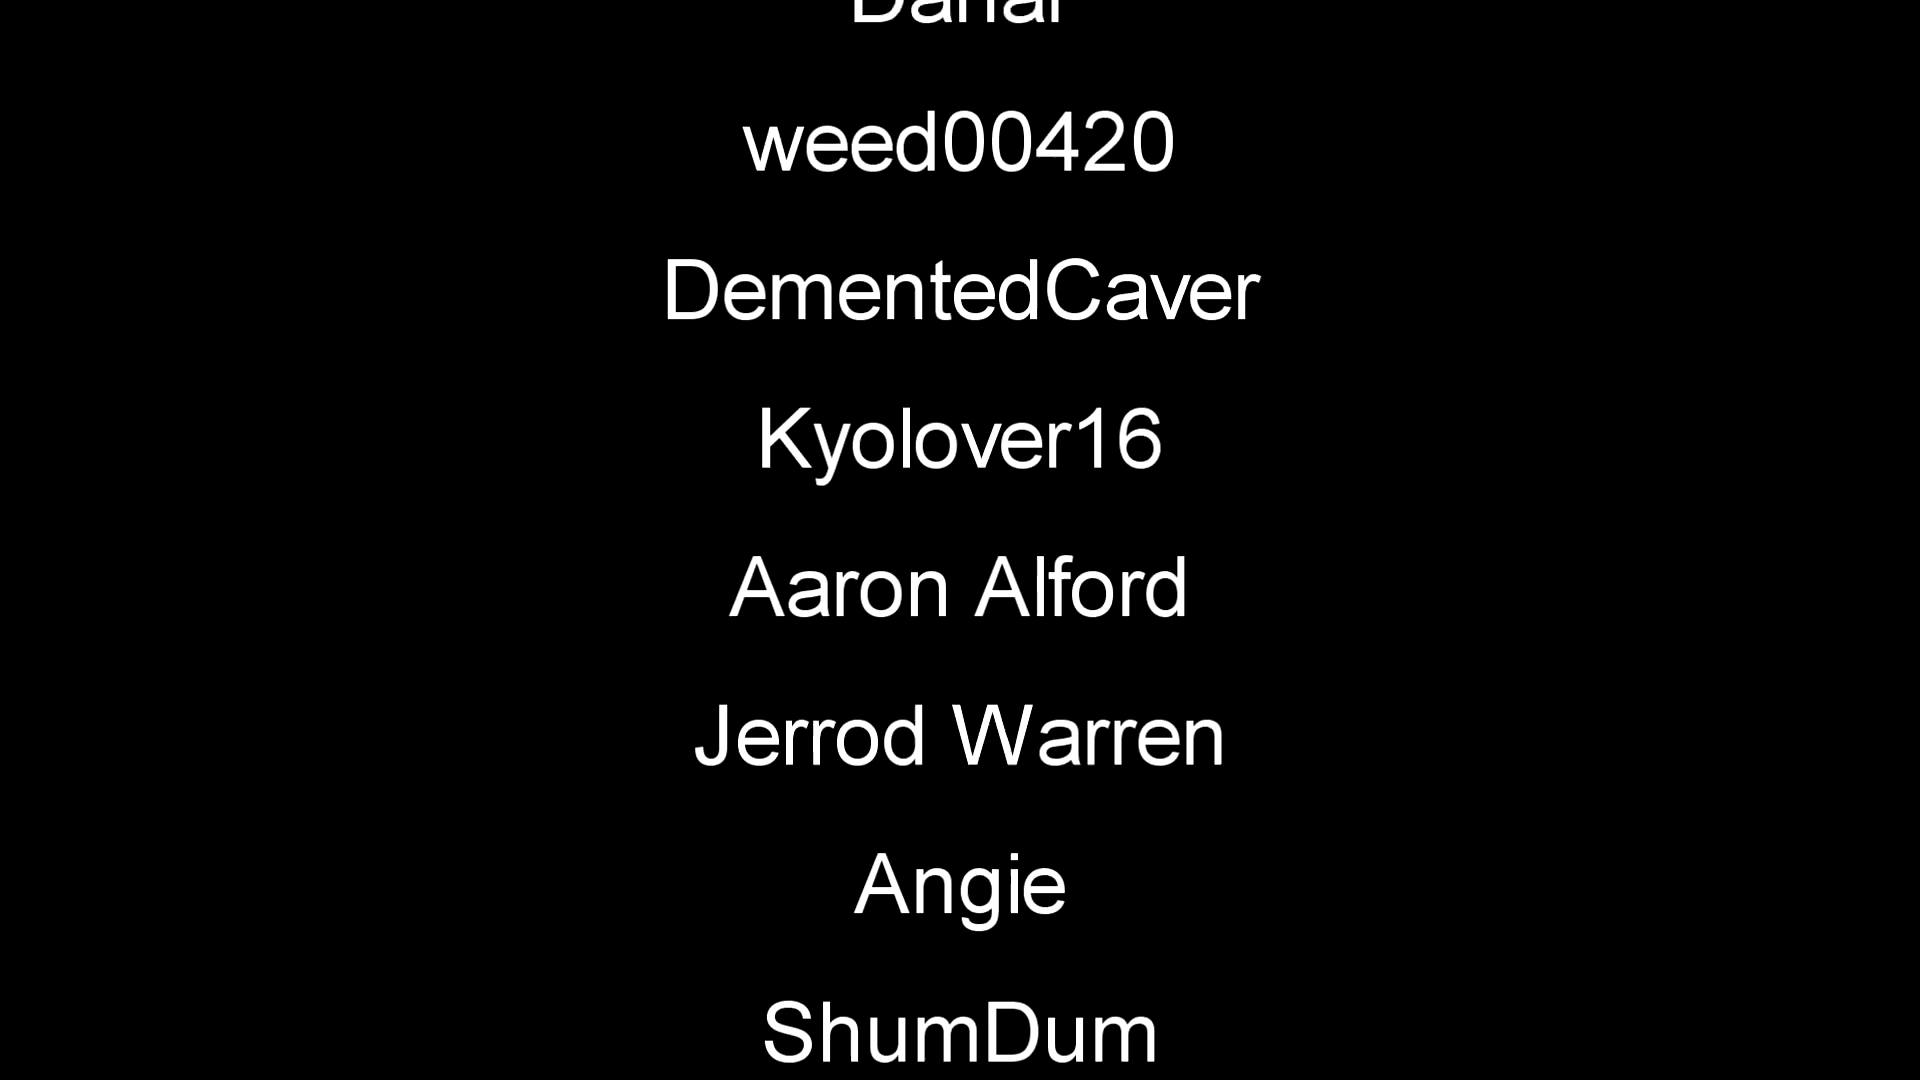 weed00420
DementedCaver
Kyolover16
Aaron Alford
Jerrod Warren
Angie
ShumDum